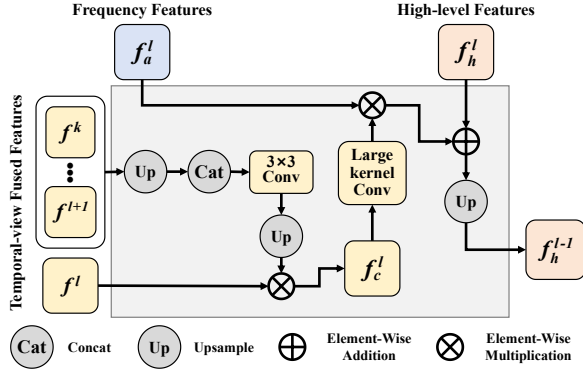 Frequency Features
High-level Features
f_a^l
f_h^l
Temporal-view Fused Features
f^k
f^{l+1}
Up
Cat
3×3
Conv
Large
kernel
Conv
Up
Up
f^l
f_c^l
f_h^{l-1}
Cat
Concat
Up
Upsample
Element-Wise
Addition
Element-Wise
Multiplication